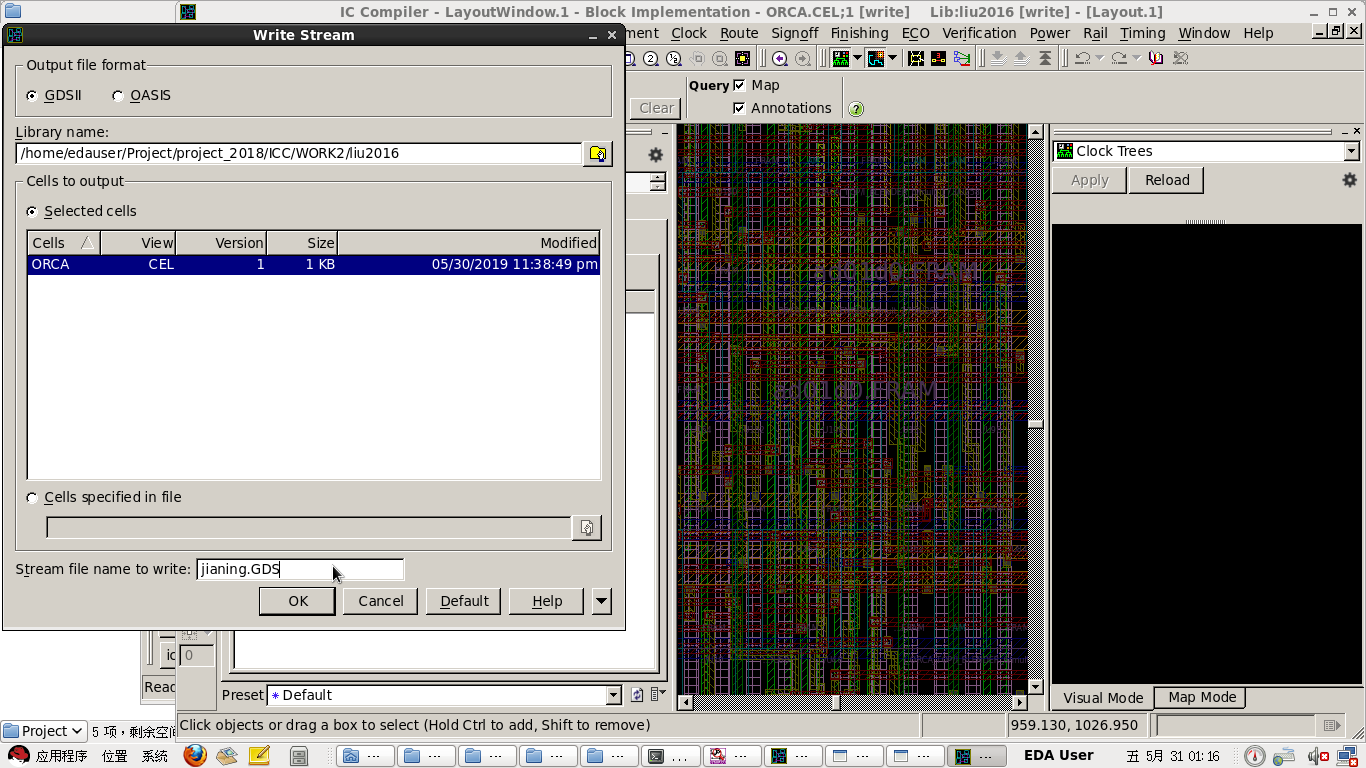 IC Compiler - LayoutWindow.1 - Block Implementation - ORCA.CEL;1 [write] Lib:liu2016 [write] - [Layout.1]
Write Stream
ment Clock Route Signoff Finishing ECO Verification Power Rail Timing Window Help
Output file format
GDSII OASIS
Clear Query Map
Annotations
Library name:
/home/edauser/Project/project_2018/ICC/WORK2/liu2016
Clock Trees
Apply Reload
Cells to output
Selected cells
Cells View Version Size Modified
ORCA CEL 1 1 KB 05/30/2019 11:38:49 pm
Cells specified in file
Stream file name to write: jianing.GDS
OK Cancel Default Help
0
Reac
Preset * Default
Visual Mode Map Mode
Click objects or drag a box to select (Hold Ctrl to add, Shift to remove) 959.130, 1026.950
Project 5 项，剩余空间
应用程序 位置 系统 ... ... ... ... ... ... ... ... ... ... ... EDA User 五 5月 31 01:16